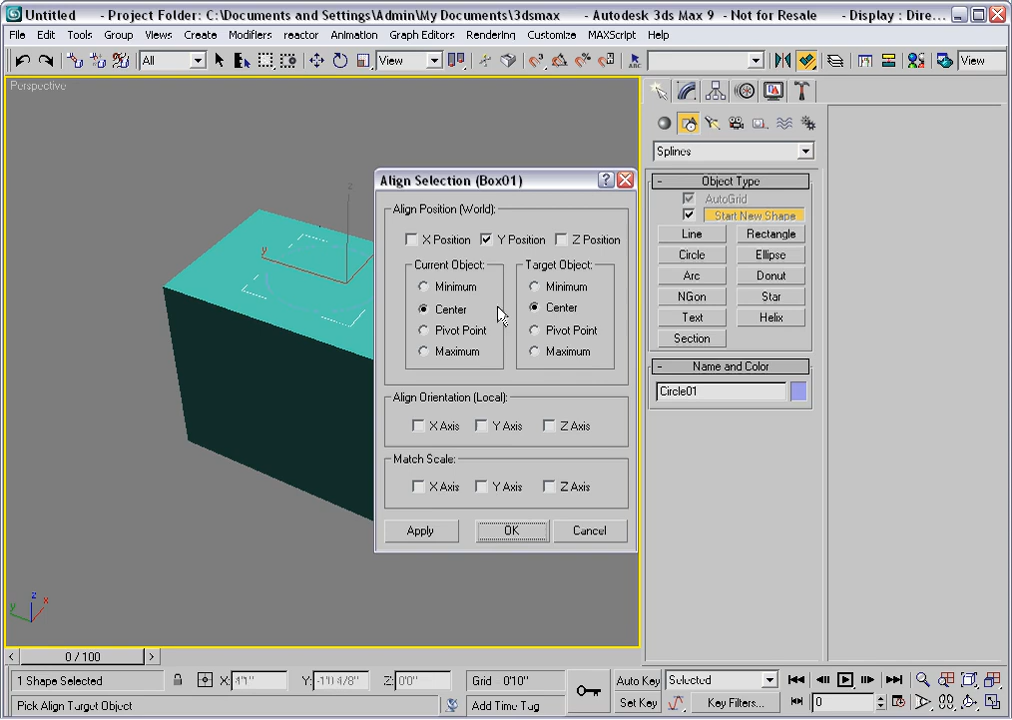 Untitled - Project Folder: C:\Documents and Settings\Admin\My Documents\3dsmax - Autodesk 3ds Max 9 - Not for Resale - Display : Dire...
File Edit Tools Group Views Create Modifiers reactor Animation Graph Editors Rendering Customize MAXScript Help
All View View
Perspective
Splines
- Object Type
AutoGrid
Start New Shape
Line Rectangle
Circle Ellipse
Arc Donut
NGon Star
Text Helix
Section
- Name and Color
Circle01
z
y
Align Selection (Box01)
Align Position (World):
X Position Y Position Z Position
Current Object: Target Object:
Minimum Minimum
Center Center
Pivot Point Pivot Point
Maximum Maximum
Align Orientation (Local):
X Axis Y Axis Z Axis
Match Scale:
X Axis Y Axis Z Axis
Apply OK Cancel
z
y x
< 0 / 100 >
1 Shape Selected X: Y: Z: 0'0" Grid 0'10" Auto Key Selected
Pick Align Target Object Add Time Tag Set Key Key Filters... 0